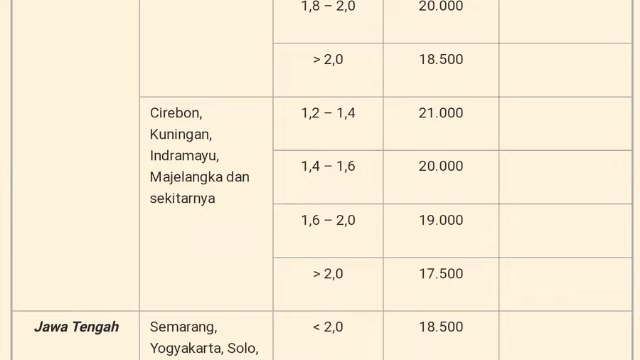 1,8 – 2,0 20.000
> 2,0 18.500
Cirebon, 1,2 – 1,4 21.000
Kuningan,
Indramayu, 1,4 – 1,6 20.000
Majelangka dan
sekitarnya
1,6 – 2,0 19.000
> 2,0 17.500
Jawa Tengah Semarang, < 2,0 18.500
Yogyakarta, Solo,